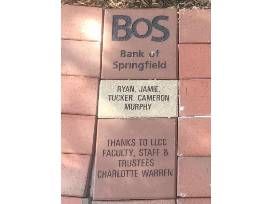 BOS
Bank of
Springfield
RYAN, JAMIE,
TUCKER, CAMERON
MURPHY
THANKS TO LLCC
FACULTY, STAFF &
TRUSTEES
CHARLOTTE WARREN